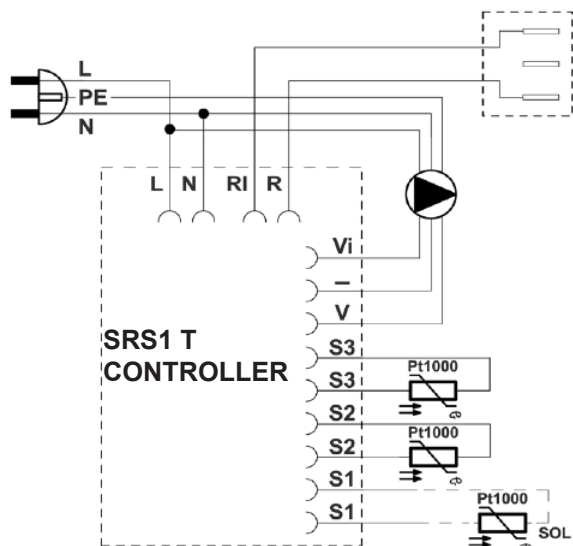 L
PE
N
L N RI R
Vi
–
V
SRS1 T
CONTROLLER
S3
Pt1000
S3
S2
Pt1000
S2
S1
Pt1000
S1
SOL